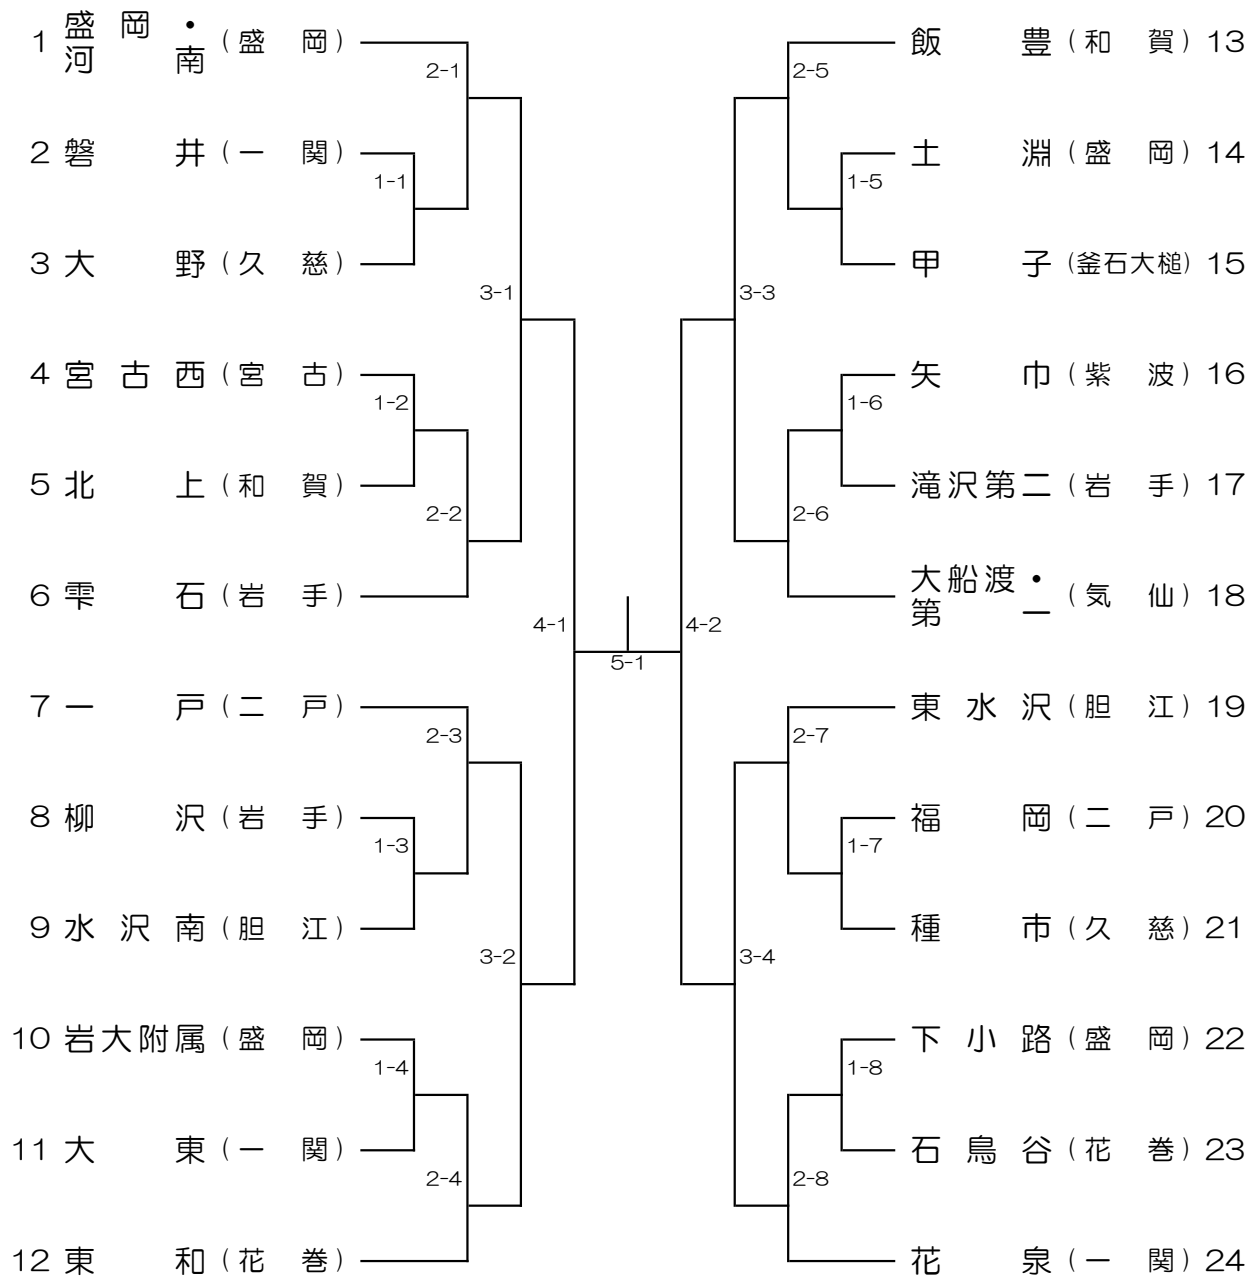 1 盛岡・河南 (盛岡)
2-1
2 磐井 (一関)
1-1
3 大野 (久慈)
3-1
4 宮古西 (宮古)
1-2
5 北上 (和賀)
2-2
6 雫石 (岩手)
4-1
7 一戸 (二戸)
2-3
8 柳沢 (岩手)
1-3
9 水沢南 (胆江)
3-2
10 岩大附属 (盛岡)
1-4
11 大東 (一関)
2-4
12 東和 (花巻)
5-1
飯豊 (和賀) 13
2-5
土淵 (盛岡) 14
1-5
甲子 (釜石大槌) 15
3-3
矢巾 (紫波) 16
1-6
滝沢第二 (岩手) 17
2-6
大船渡・第一 (気仙) 18
4-2
東水沢 (胆江) 19
2-7
福岡 (二戸) 20
1-7
種市 (久慈) 21
3-4
下小路 (盛岡) 22
1-8
石鳥谷 (花巻) 23
2-8
花泉 (一関) 24